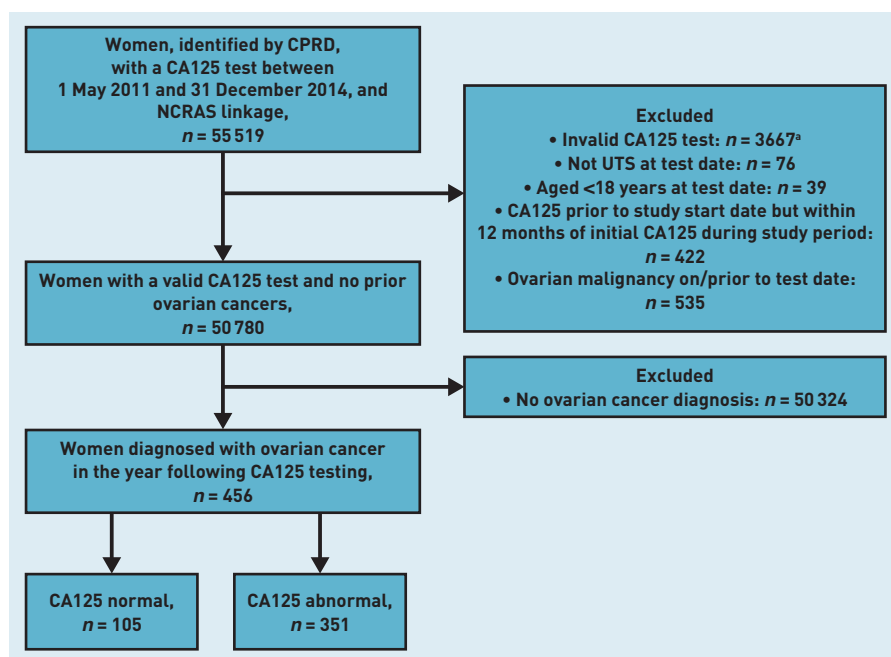 Women, identified by CPRD,
with a CA125 test between
1 May 2011 and 31 December 2014, and
NCRAS linkage,
n = 55 519
Excluded
• Invalid CA125 test: n = 3667ᵃ
• Not UTS at test date: n = 76
• Aged <18 years at test date: n = 39
• CA125 prior to study start date but within
12 months of initial CA125 during study period:
n = 422
• Ovarian malignancy on/prior to test date:
n = 535
Women with a valid CA125 test and no prior
ovarian cancers,
n = 50 780
Excluded
• No ovarian cancer diagnosis: n = 50 324
Women diagnosed with ovarian cancer
in the year following CA125 testing,
n = 456
CA125 normal,
n = 105
CA125 abnormal,
n = 351